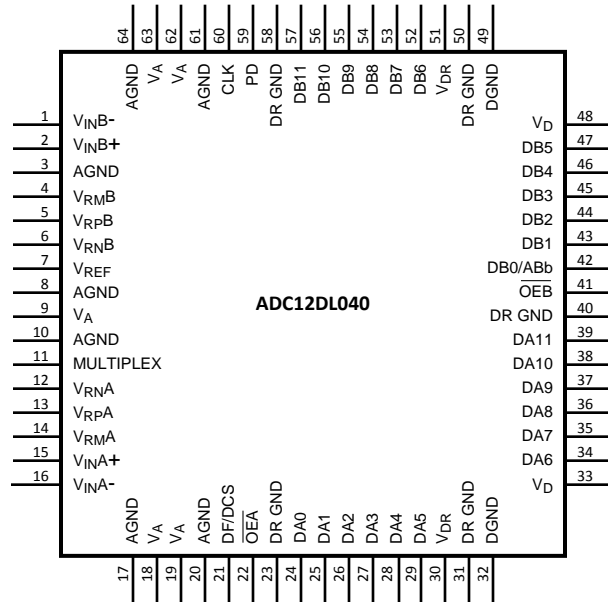 64 63 62 61 60 59 58 57 56 55 54 53 52 51 50 49
AGND VA VA AGND CLK PD DR GND DB11 DB10 DB9 DB8 DB7 DB6 VDR DR GND DGND
1 VINB-
2 VINB+
3 AGND
4 VRMB
5 VRPB
6 VRNB
7 VREF
8 AGND
9 VA
10 AGND
11 MULTIPLEX
12 VRNA
13 VRPA
14 VRMA
15 VINA+
16 VINA-
ADC12DL040
VD 48
DB5 47
DB4 46
DB3 45
DB2 44
DB1 43
DB0/ABb 42
OEB 41
DR GND 40
DA11 39
DA10 38
DA9 37
DA8 36
DA7 35
DA6 34
VD 33
AGND VA VA AGND DF/DCS OEA DR GND DA0 DA1 DA2 DA3 DA4 DA5 VDR DR GND DGND
17 18 19 20 21 22 23 24 25 26 27 28 29 30 31 32